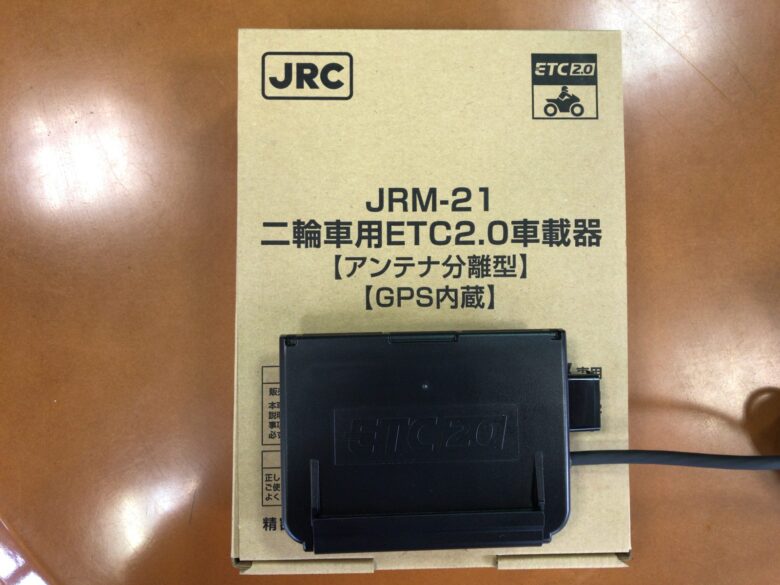 JRC
ETC2.0
JRM-21
二輪車用ETC2.0車載器
【アンテナ分離型】
【GPS内蔵】
ETC2.0